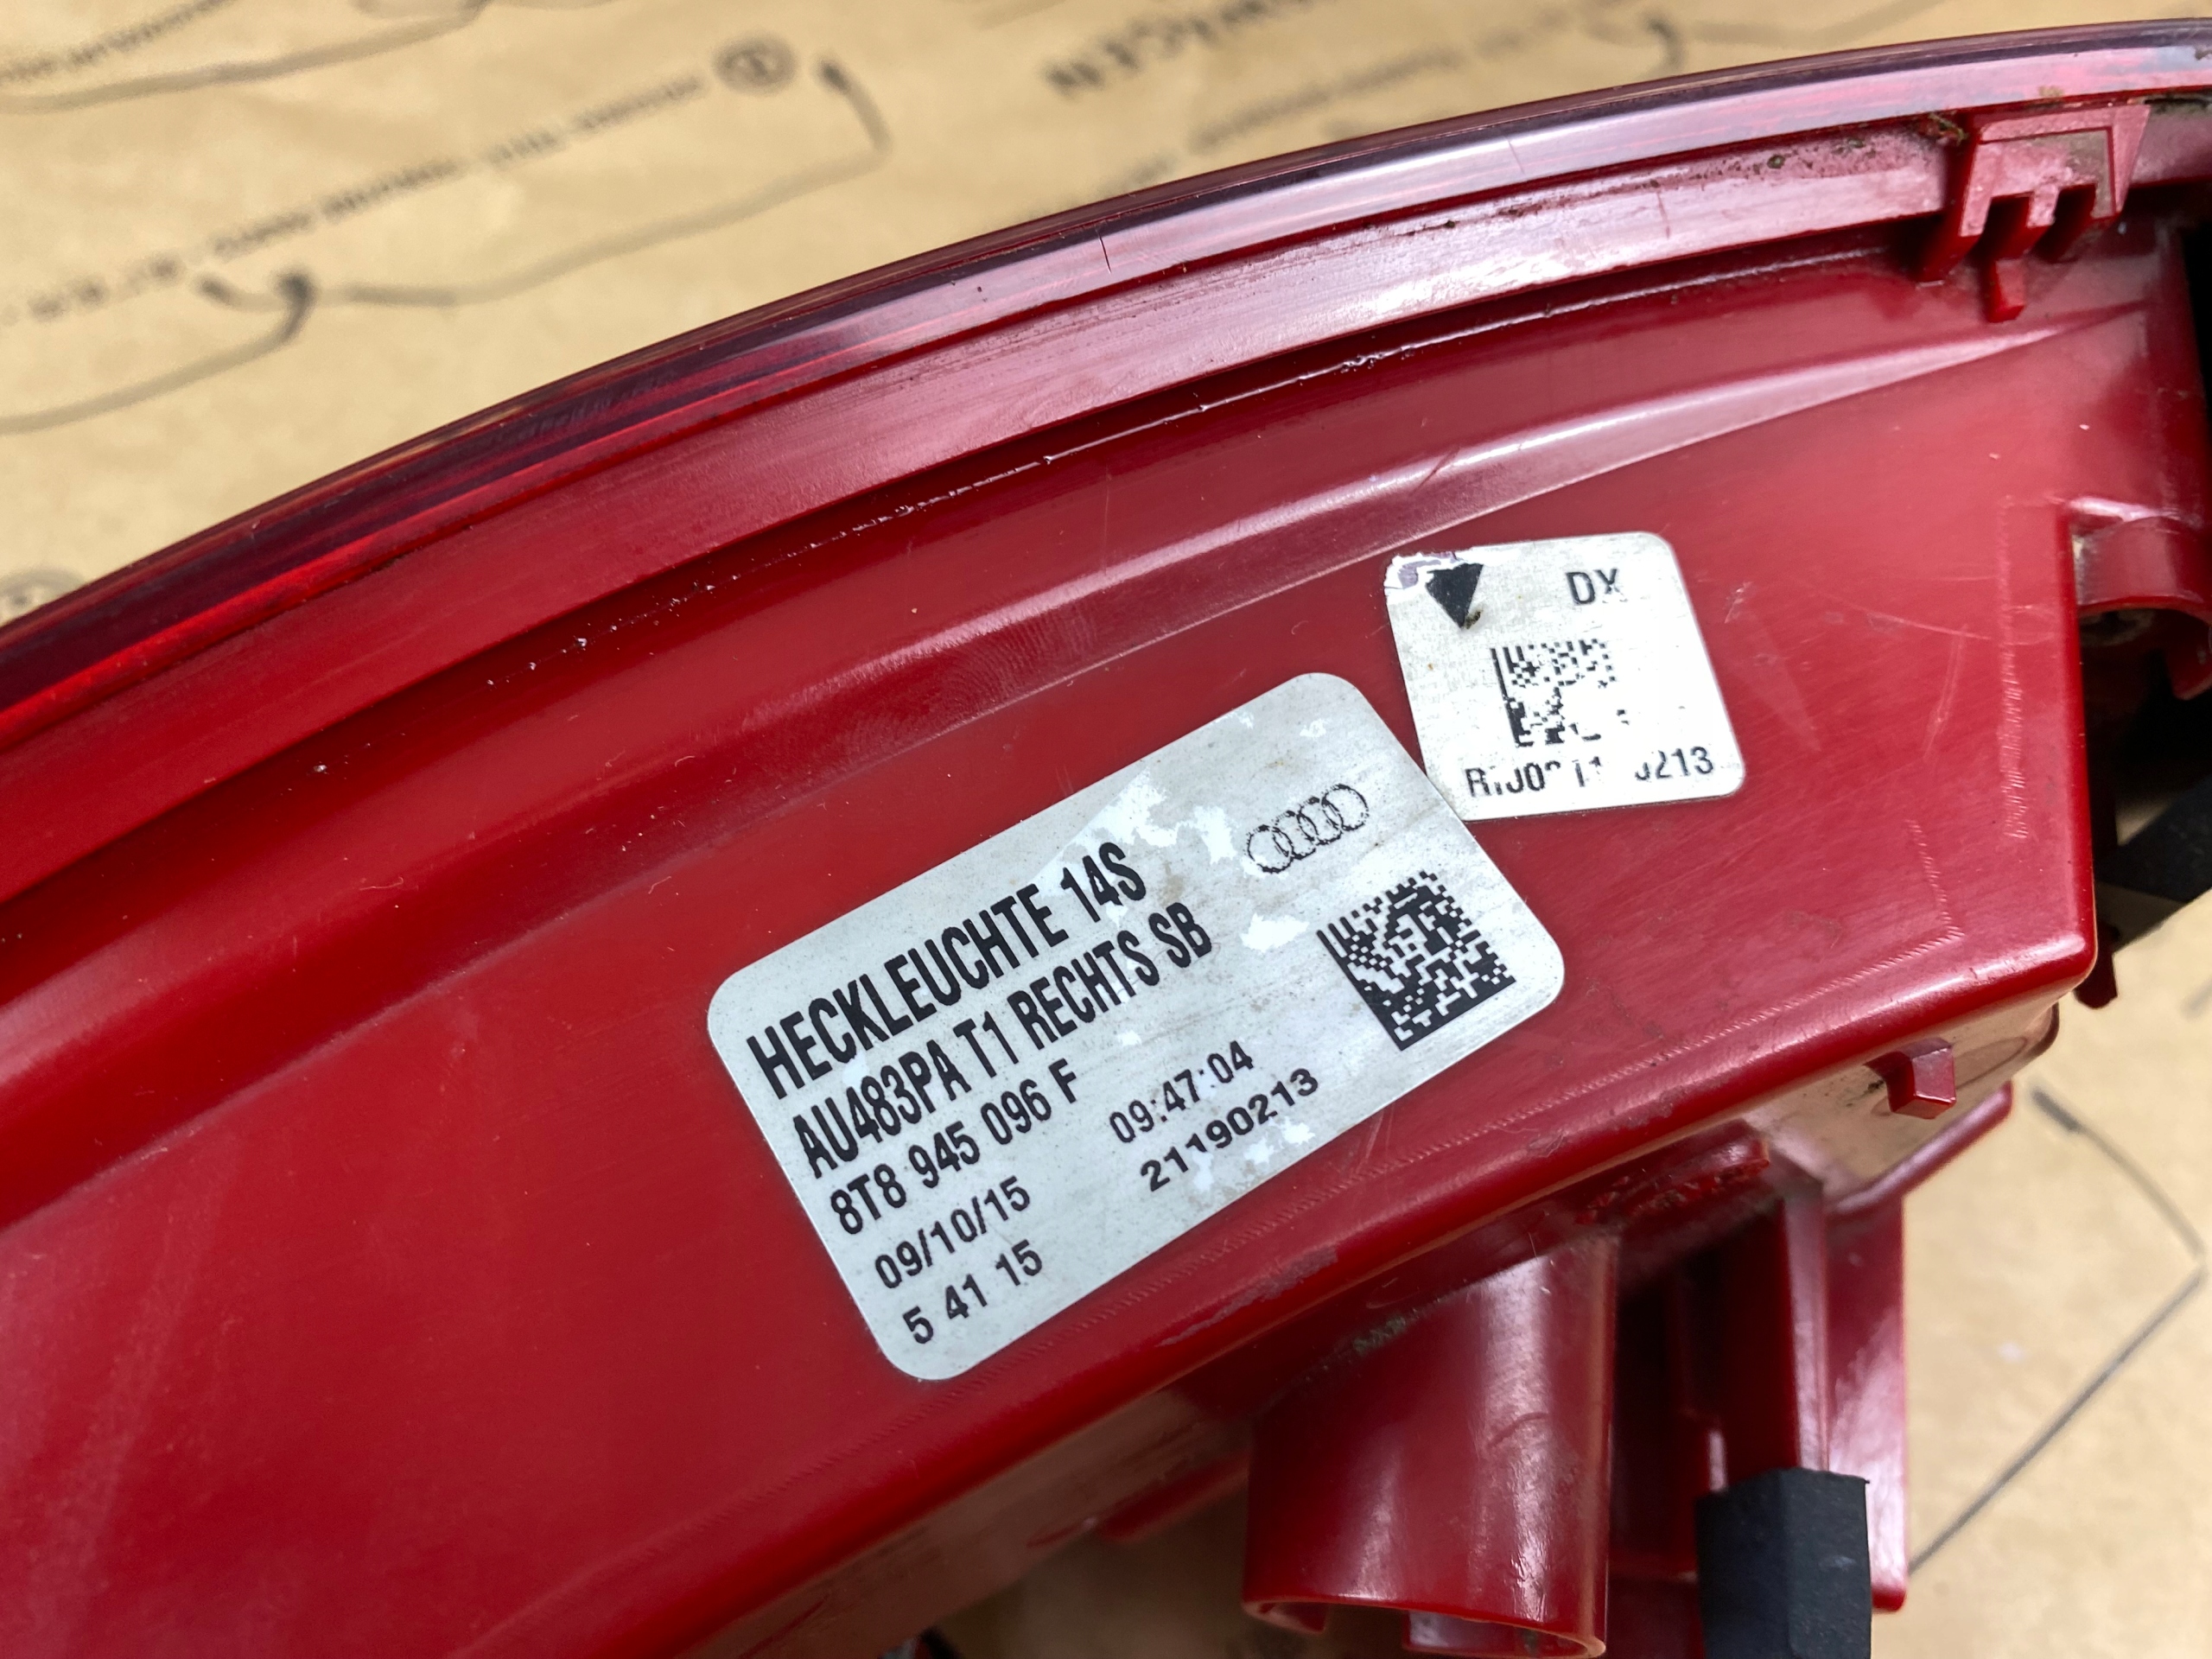 DX
HECKLEUCHTE 14S
AU483PA T1 RECHTS SB
8T8 945 096 F
09/10/15 09:47:04
5 41 15 21190213